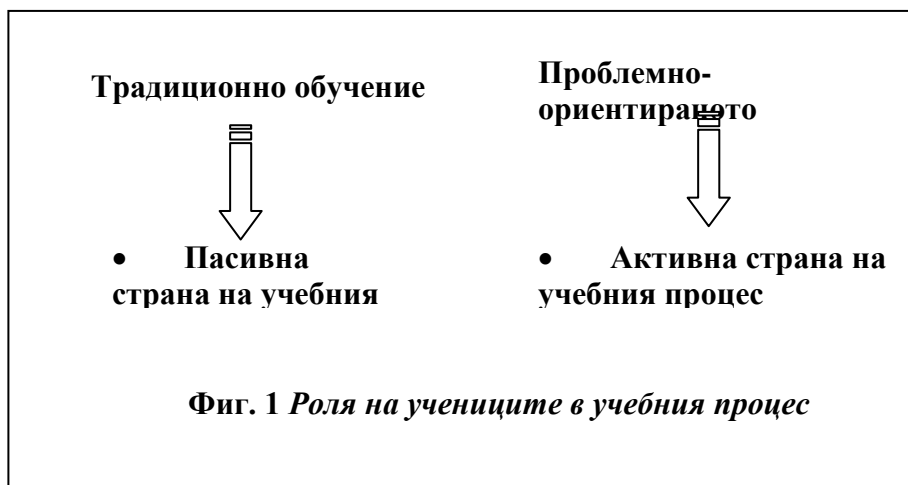 Традиционно обучение
• Пасивна
страна на учебния
Проблемно-
ориентираното
• Активна страна на
учебния процес
Фиг. 1 Роля на учениците в учебния процес